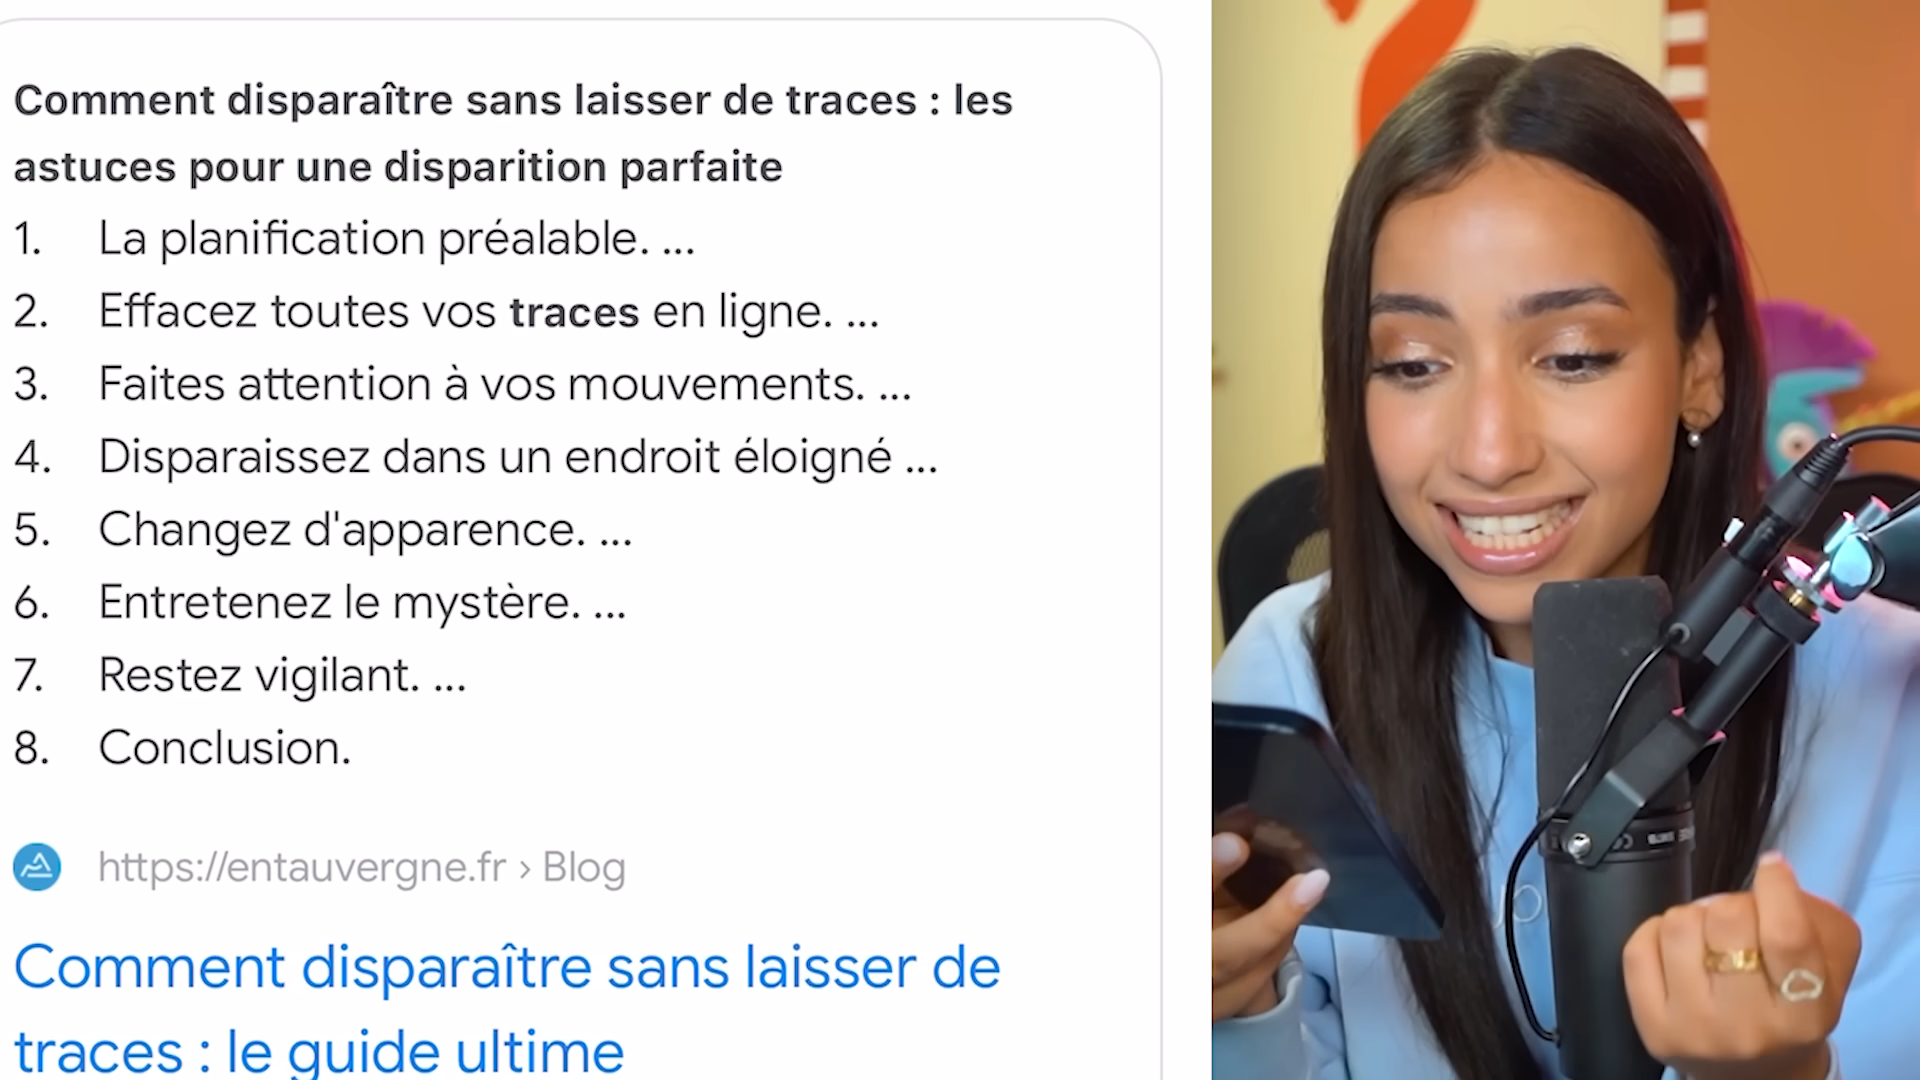 Comment disparaître sans laisser de traces : les
astuces pour une disparition parfaite
1. La planification préalable. ...
2. Effacez toutes vos traces en ligne. ...
3. Faites attention à vos mouvements. ...
4. Disparaissez dans un endroit éloigné ...
5. Changez d'apparence. ...
6. Entretenez le mystère. ...
7. Restez vigilant. ...
8. Conclusion.
https://entauvergne.fr › Blog
Comment disparaître sans laisser de
traces : le guide ultime